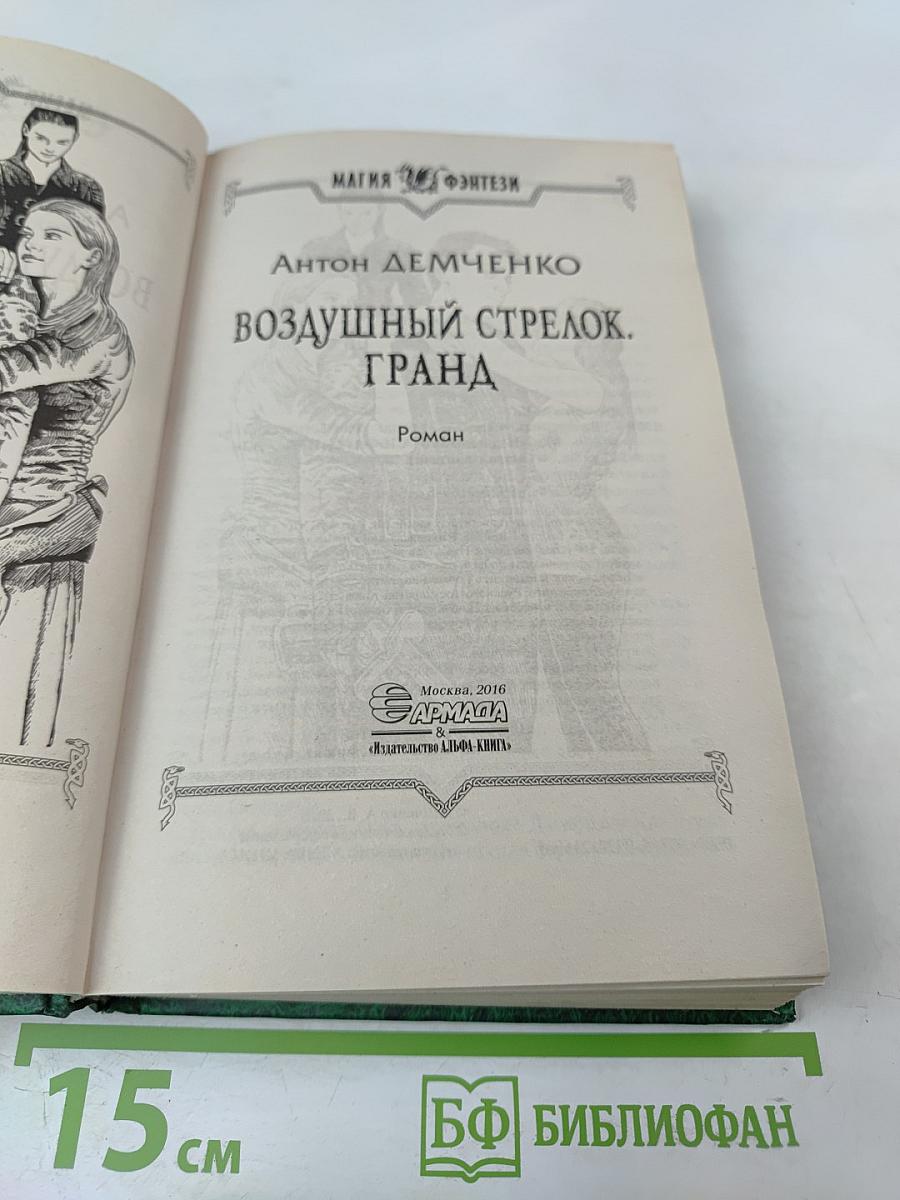 МАГИЯ ФЭНТЕЗИ
Антон ДЕМЧЕНКО
ВОЗДУШНЫЙ СТРЕЛОК.
ГРАНД
Роман
Москва, 2016
АРМАДА
&
«Издательство АЛЬФА-КНИГА»
15 см
БФ БИБЛИОФАН